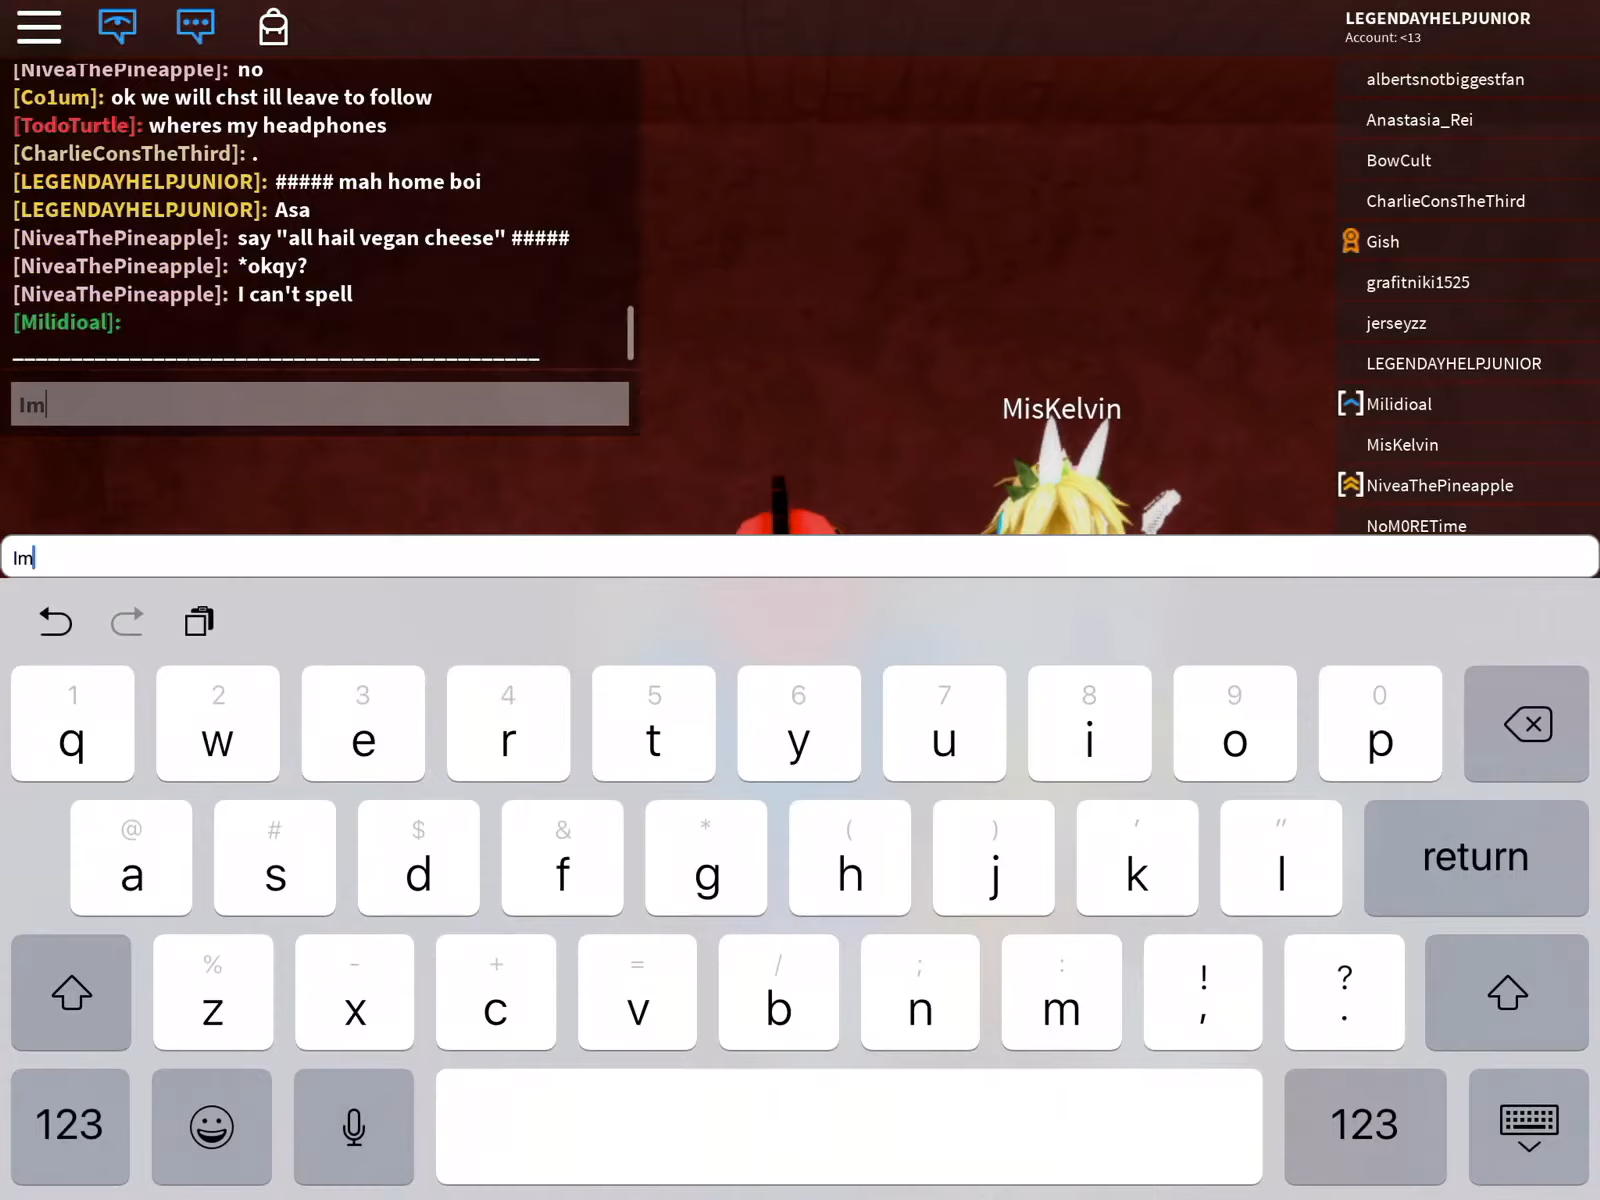 LEGENDAYHELPJUNIOR
Account: <13
[NiveaThePineapple]: no
[Co1um]: ok we will chst ill leave to follow
[TodoTurtle]: wheres my headphones
[CharlieConsTheThird]: .
[LEGENDAYHELPJUNIOR]: ##### mah home boi
[LEGENDAYHELPJUNIOR]: Asa
[NiveaThePineapple]: say "all hail vegan cheese" #####
[NiveaThePineapple]: *okqy?
[NiveaThePineapple]: I can't spell
[Milidioal]:
___________________________________________
Im
albertsnotbiggestfan
Anastasia_Rei
BowCult
CharlieConsTheThird
Gish
grafitniki1525
jerseyzz
LEGENDAYHELPJUNIOR
Milidioal
MisKelvin
NiveaThePineapple
NoM0RETime
MisKelvin
Im
1 2 3 4 5 6 7 8 9 0
q w e r t y u i o p
@ # $ & * ( ) ' "
a s d f g h j k l return
% - + = / ; : ! ?
z x c v b n m , .
123 123